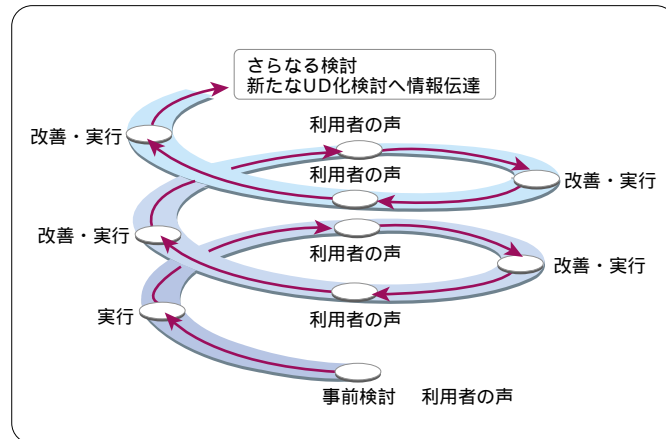 さらなる検討
新たなUD化検討へ情報伝達
利用者の声
改善・実行
利用者の声
改善・実行
改善・実行
利用者の声
改善・実行
実行
利用者の声
事前検討　利用者の声